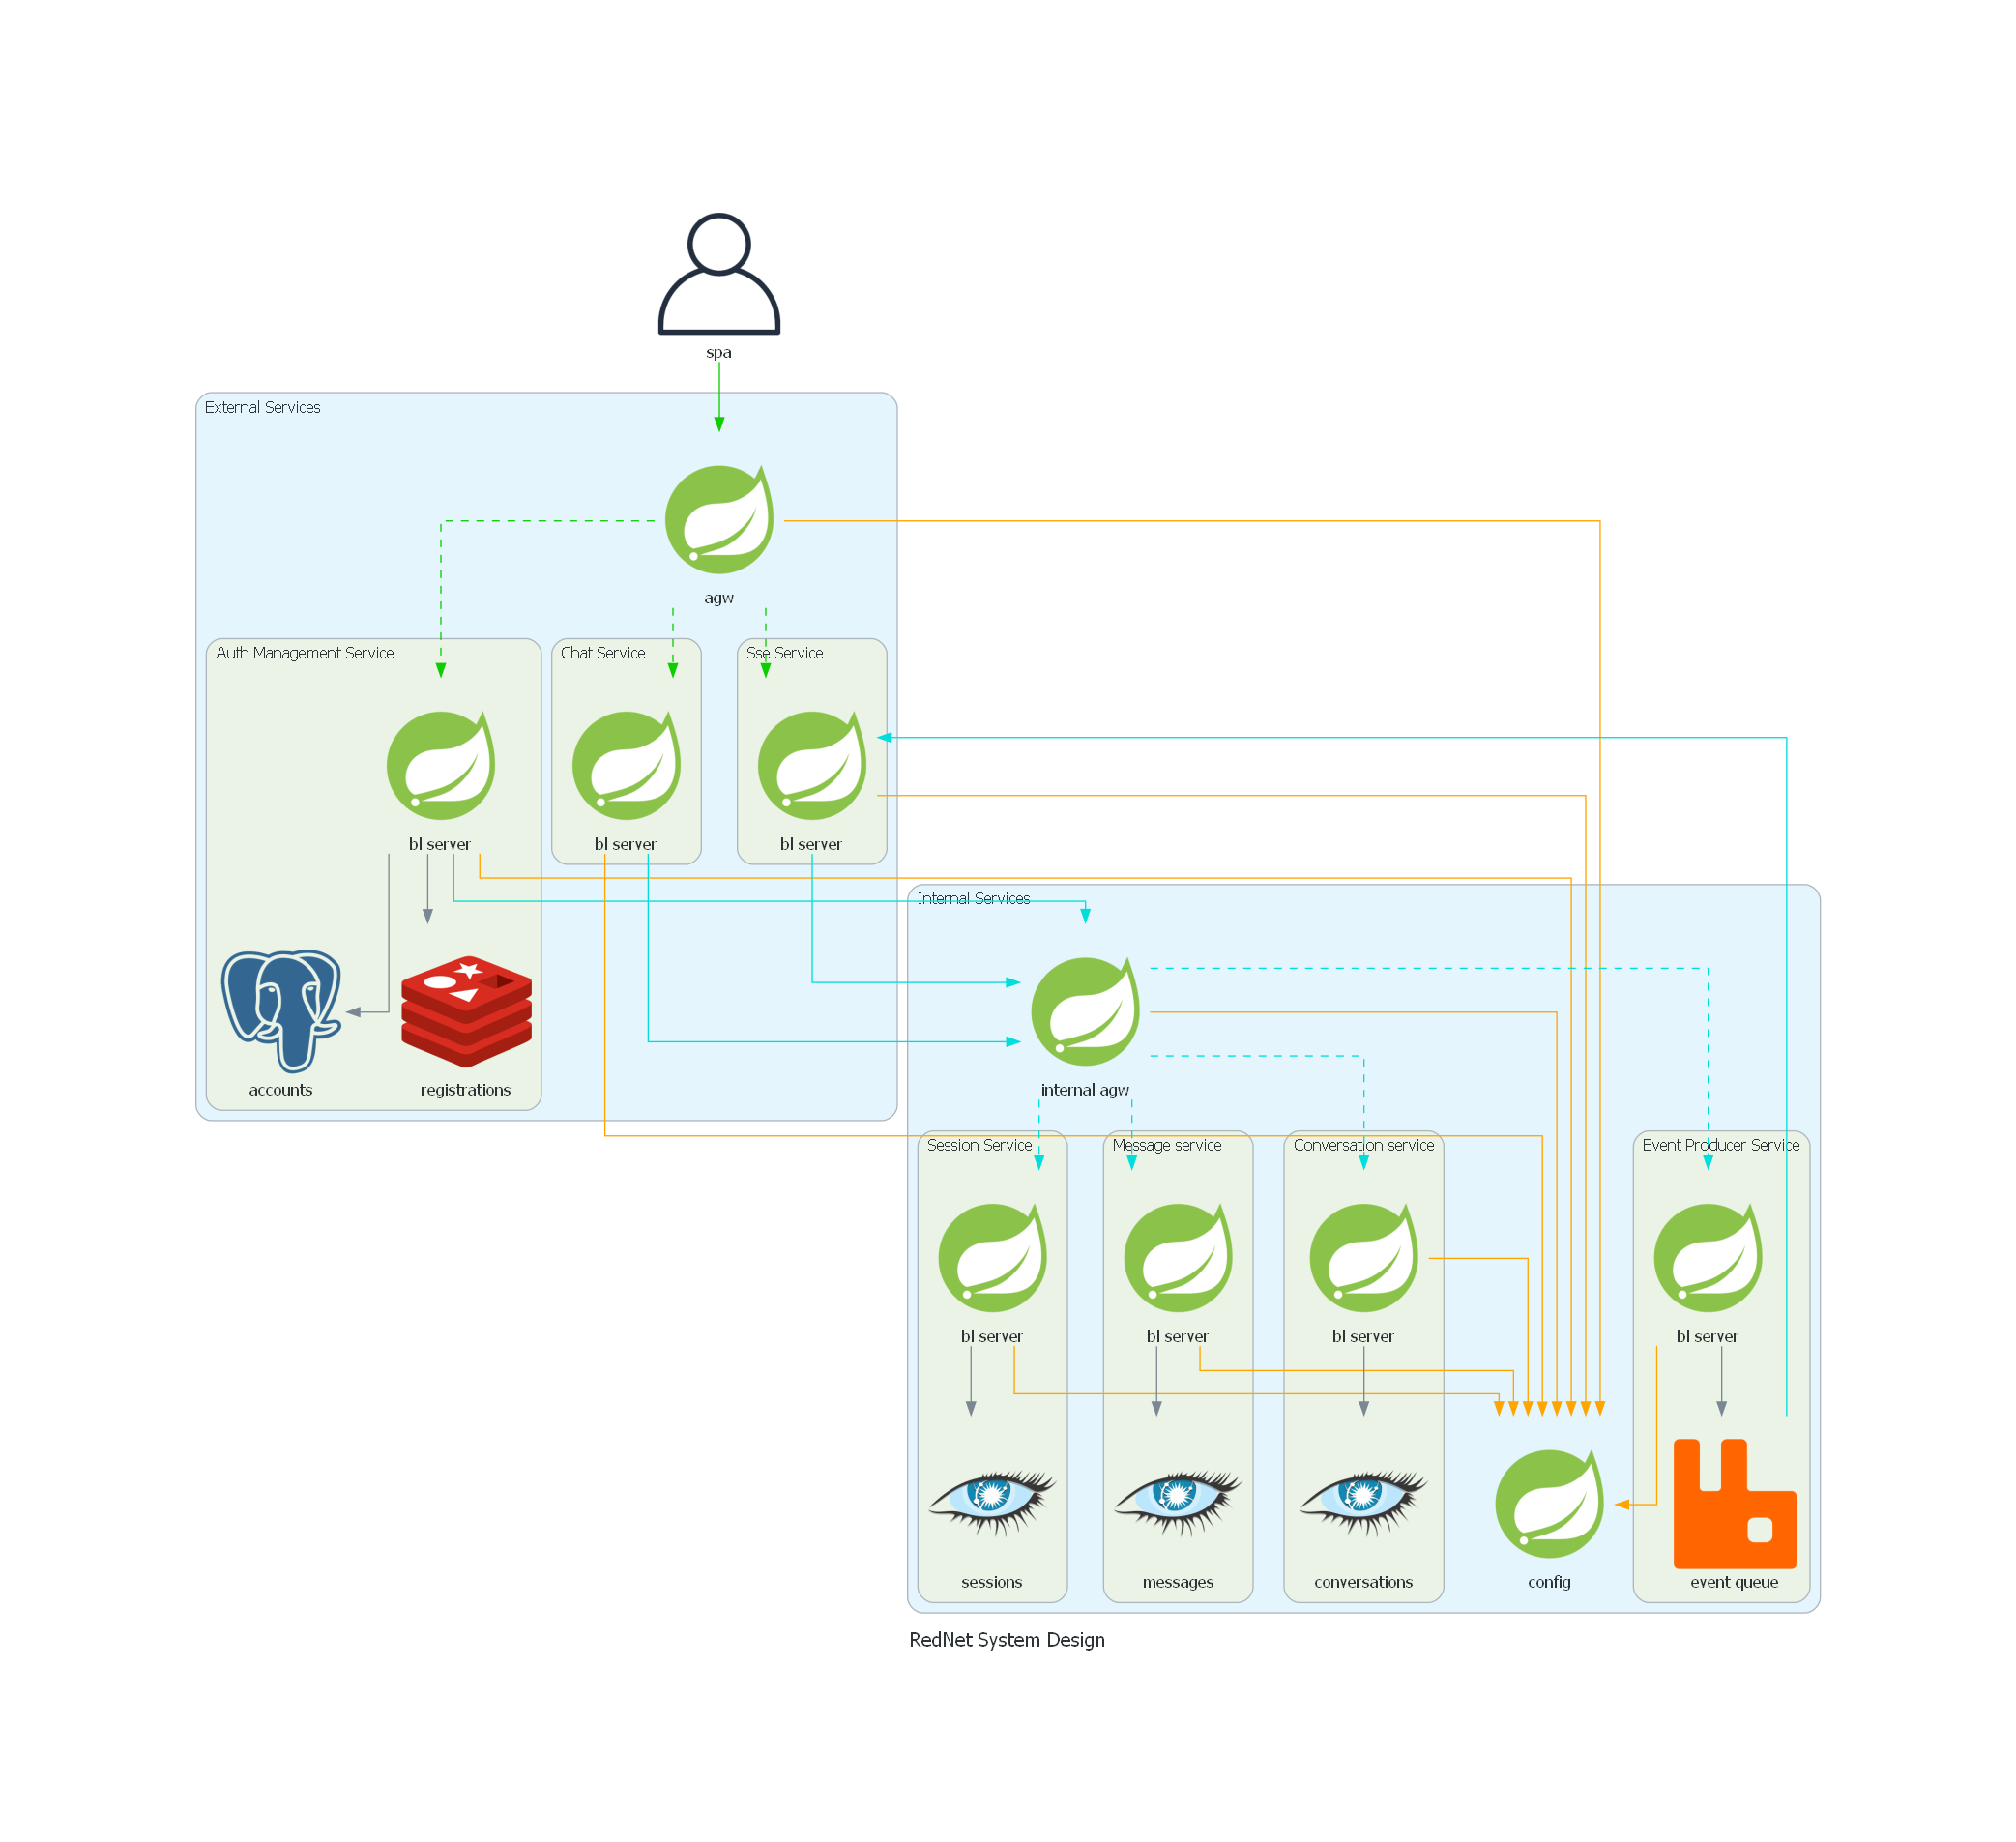 spa
External Services
agw
Auth Management Service
Chat Service
Sse Service
bl server
bl server
bl server
Internal Services
accounts
registrations
internal agw
Session Service
Message service
Conversation service
Event Producer Service
bl server
bl server
bl server
bl server
sessions
messages
conversations
config
event queue
RedNet System Design